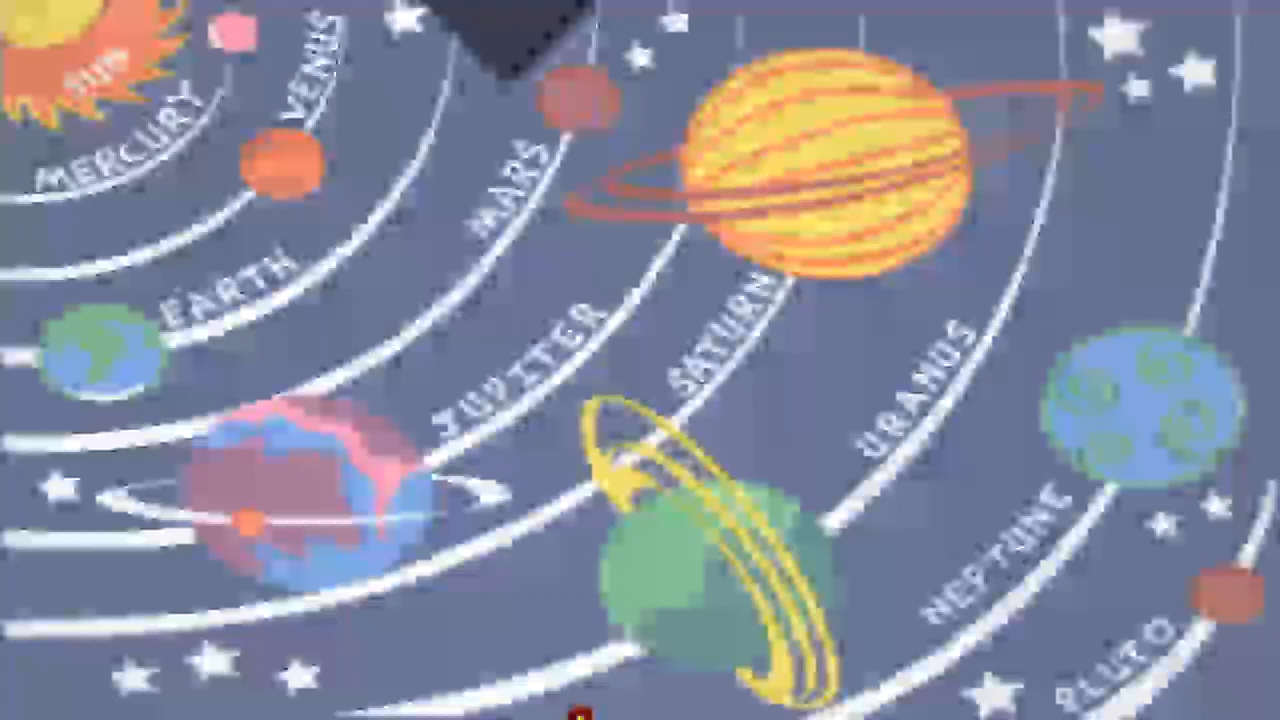 SUN
MERCURY
VENUS
EARTH
MARS
JUPITER
SATURN
URANUS
NEPTUNE
PLUTO